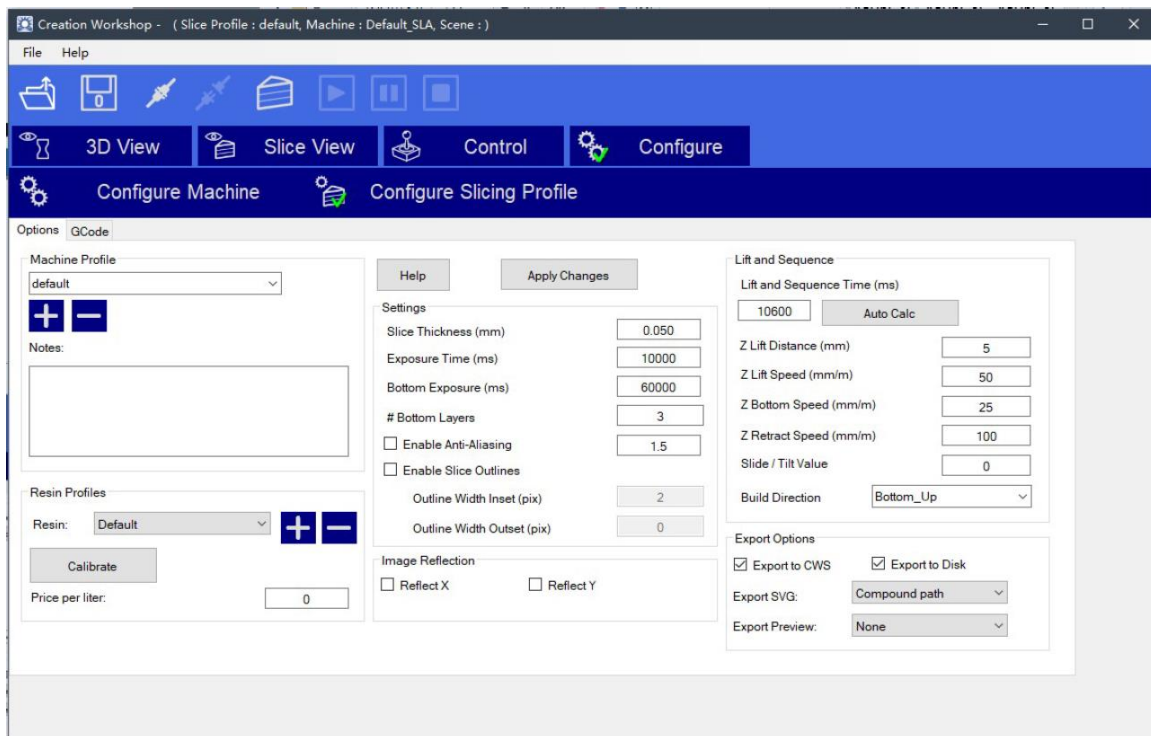 Creation Workshop -   ( Slice Profile : default, Machine : Default_SLA, Scene : )
File Help
0
3D View Slice View Control Configure
Configure Machine Configure Slicing Profile
Options GCode
Machine Profile
default
Notes:
Resin Profiles
Resin: Default
Calibrate
Price per liter: 0
Help Apply Changes
Settings
Slice Thickness (mm) 0.050
Exposure Time (ms) 10000
Bottom Exposure (ms) 60000
# Bottom Layers 3
Enable Anti-Aliasing 1.5
Enable Slice Outlines
Outline Width Inset (pix) 2
Outline Width Outset (pix) 0
Image Reflection
Reflect X Reflect Y
Lift and Sequence
Lift and Sequence Time (ms)
10600 Auto Calc
Z Lift Distance (mm) 5
Z Lift Speed (mm/m) 50
Z Bottom Speed (mm/m) 25
Z Retract Speed (mm/m) 100
Slide / Tilt Value 0
Build Direction Bottom_Up
Export Options
Export to CWS Export to Disk
Export SVG: Compound path
Export Preview: None